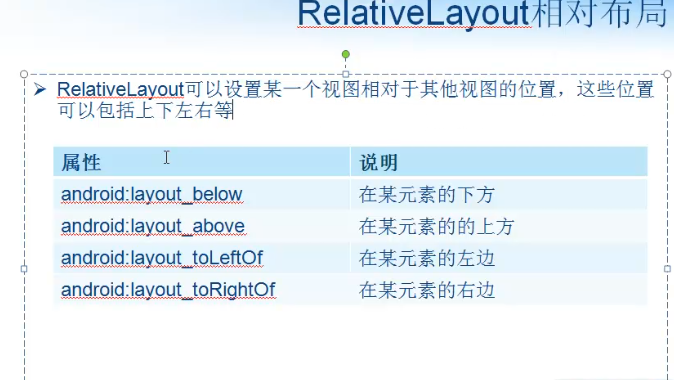 RelativeLayout相对布局
RelativeLayout可以设置某一个视图相对于其他视图的位置，这些位置
可以包括上下左右等
属性 说明
android:layout_below 在某元素的下方
android:layout_above 在某元素的的上方
android:layout_toLeftOf 在某元素的左边
android:layout_toRightOf 在某元素的右边